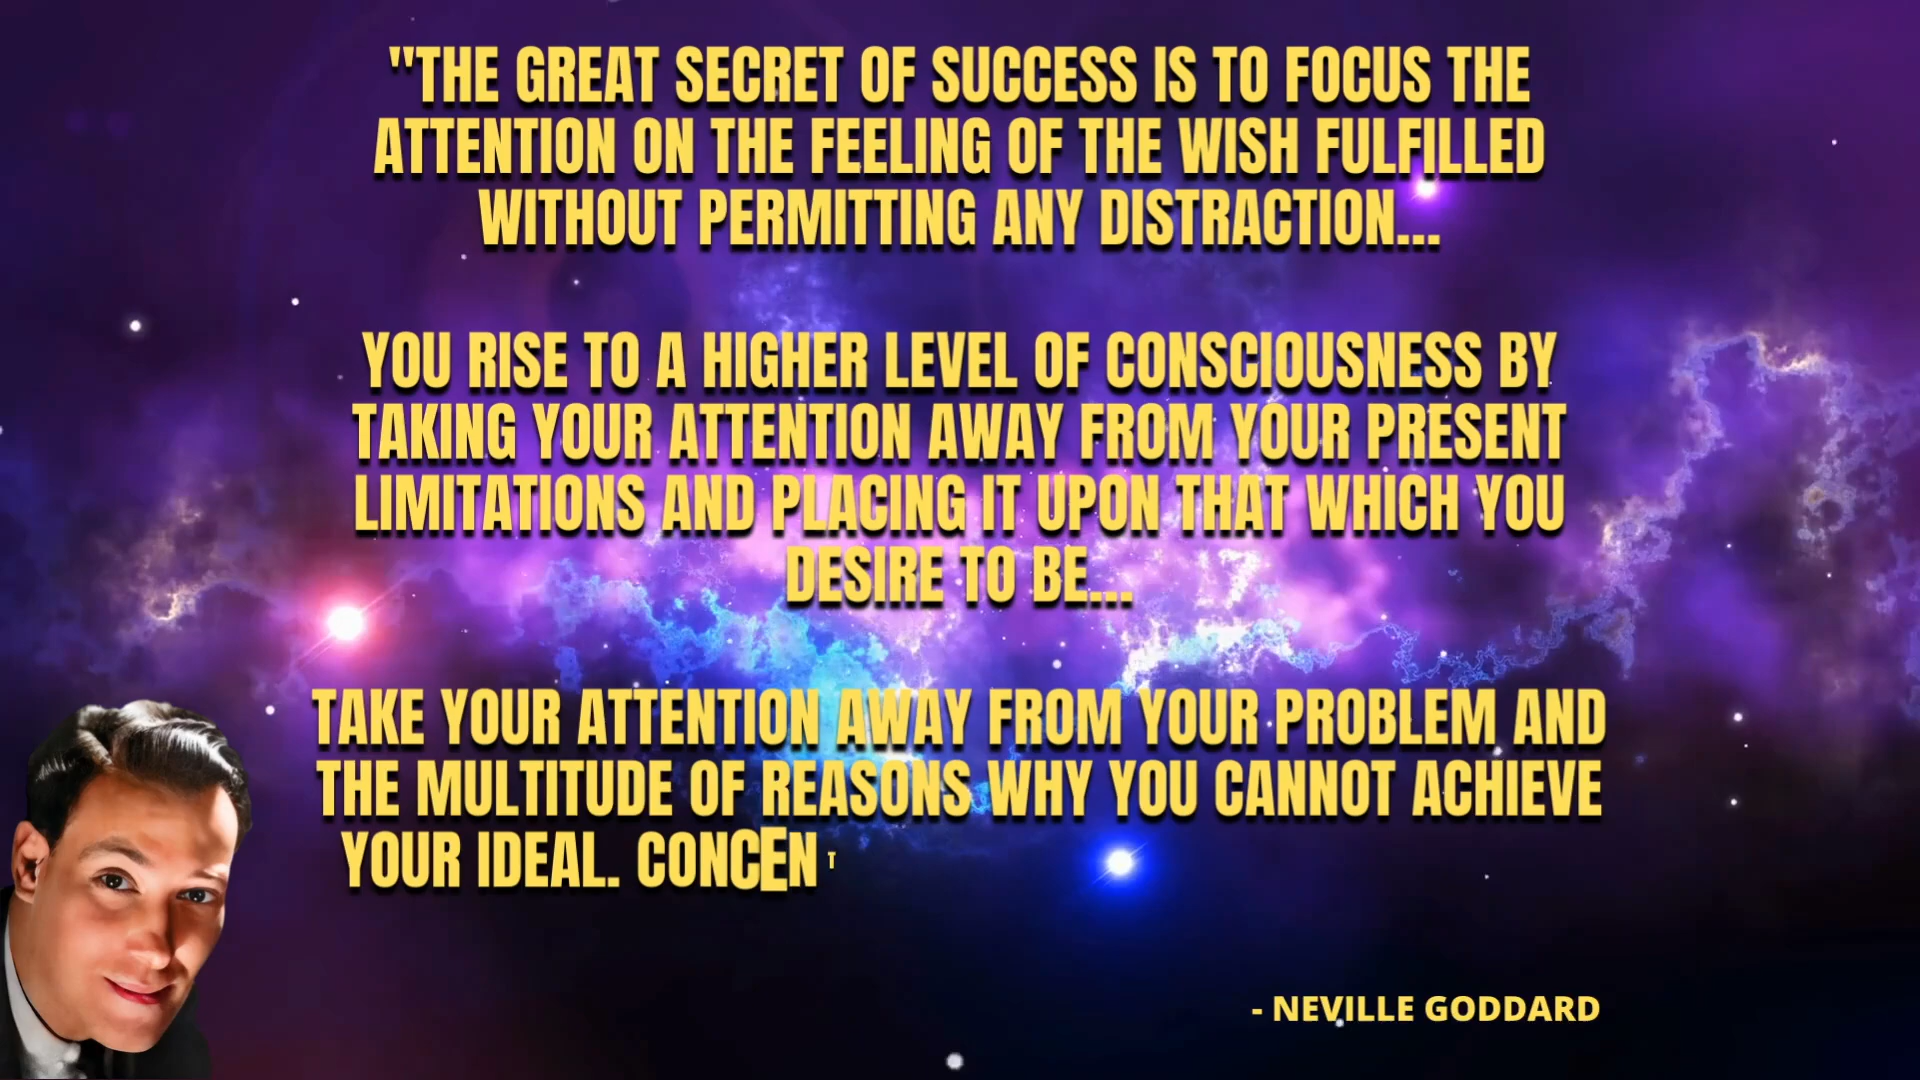 "THE GREAT SECRET OF SUCCESS IS TO FOCUS THE
ATTENTION ON THE FEELING OF THE WISH FULFILLED
WITHOUT PERMITTING ANY DISTRACTION...
YOU RISE TO A HIGHER LEVEL OF CONSCIOUSNESS BY
TAKING YOUR ATTENTION AWAY FROM YOUR PRESENT
LIMITATIONS AND PLACING IT UPON THAT WHICH YOU
DESIRE TO BE...
TAKE YOUR ATTENTION AWAY FROM YOUR PROBLEM AND
THE MULTITUDE OF REASONS WHY YOU CANNOT ACHIEVE
YOUR IDEAL. CONCENT
- NEVILLE GODDARD